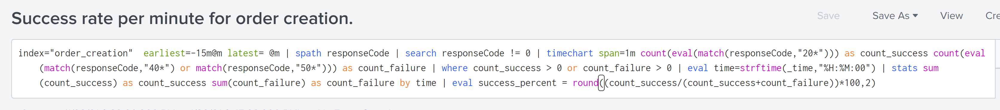 Success rate per minute for order creation.
Save Save As View Cre
index="order_creation" earliest=-15m@m latest= @m | spath responseCode | search responseCode != 0 | timechart span=1m count(eval(match(responseCode,"20*"))) as count_success count(eval
(match(responseCode,"40*") or match(responseCode,"50*"))) as count_failure | where count_success > 0 or count_failure > 0 | eval time=strftime(_time,"%H:%M:00") | stats sum
(count_success) as count_success sum(count_failure) as count_failure by time | eval success_percent = round((count_success/(count_success+count_failure))*100,2)